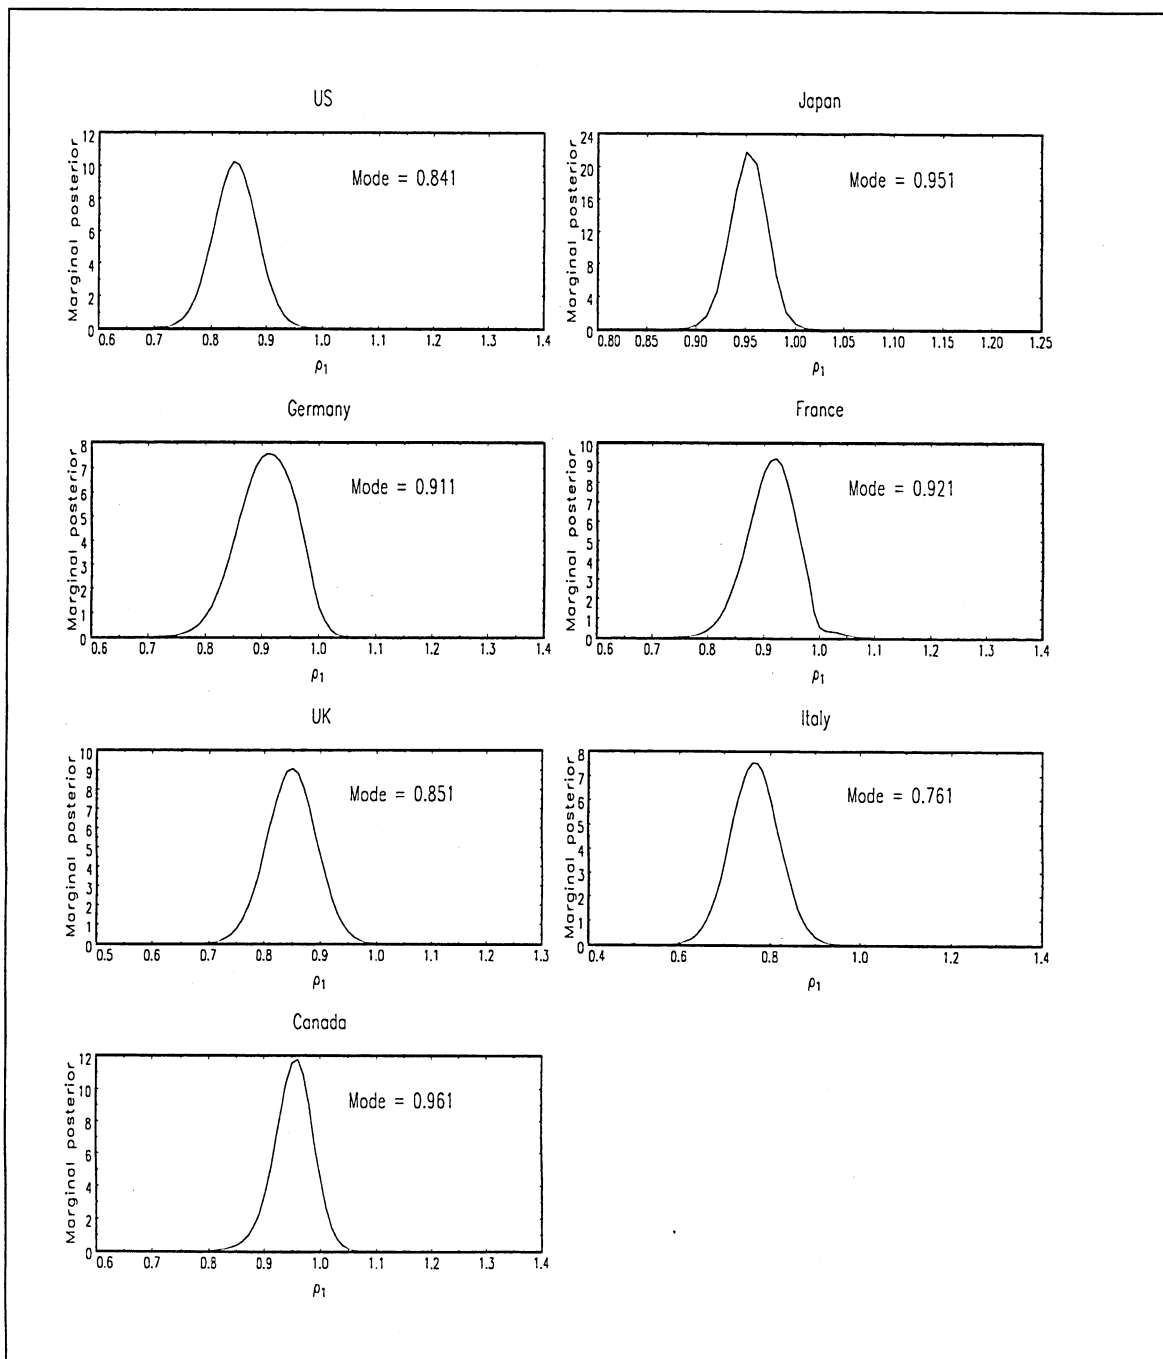 US
Marginal posterior
12
10
8
6
4
2
0
Mode = 0.841
0.6 0.7 0.8 0.9 1.0 1.1 1.2 1.3 1.4
ρ1
Japan
Marginal posterior
24
20
16
12
8
4
0
Mode = 0.951
0.80 0.85 0.90 0.95 1.00 1.05 1.10 1.15 1.20 1.25
ρ1
Germany
Marginal posterior
8
7
6
5
4
3
2
1
0
Mode = 0.911
0.6 0.7 0.8 0.9 1.0 1.1 1.2 1.3 1.4
ρ1
France
Marginal posterior
10
9
8
7
6
5
4
3
2
1
0
Mode = 0.921
0.6 0.7 0.8 0.9 1.0 1.1 1.2 1.3 1.4
ρ1
UK
Marginal posterior
10
9
8
7
6
5
4
3
2
1
0
Mode = 0.851
0.5 0.6 0.7 0.8 0.9 1.0 1.1 1.2 1.3
ρ1
Italy
Marginal posterior
8
7
6
5
4
3
2
1
0
Mode = 0.761
0.4 0.6 0.8 1.0 1.2 1.4
ρ1
Canada
Marginal posterior
12
10
8
6
4
2
0
Mode = 0.961
0.6 0.7 0.8 0.9 1.0 1.1 1.2 1.3 1.4
ρ1